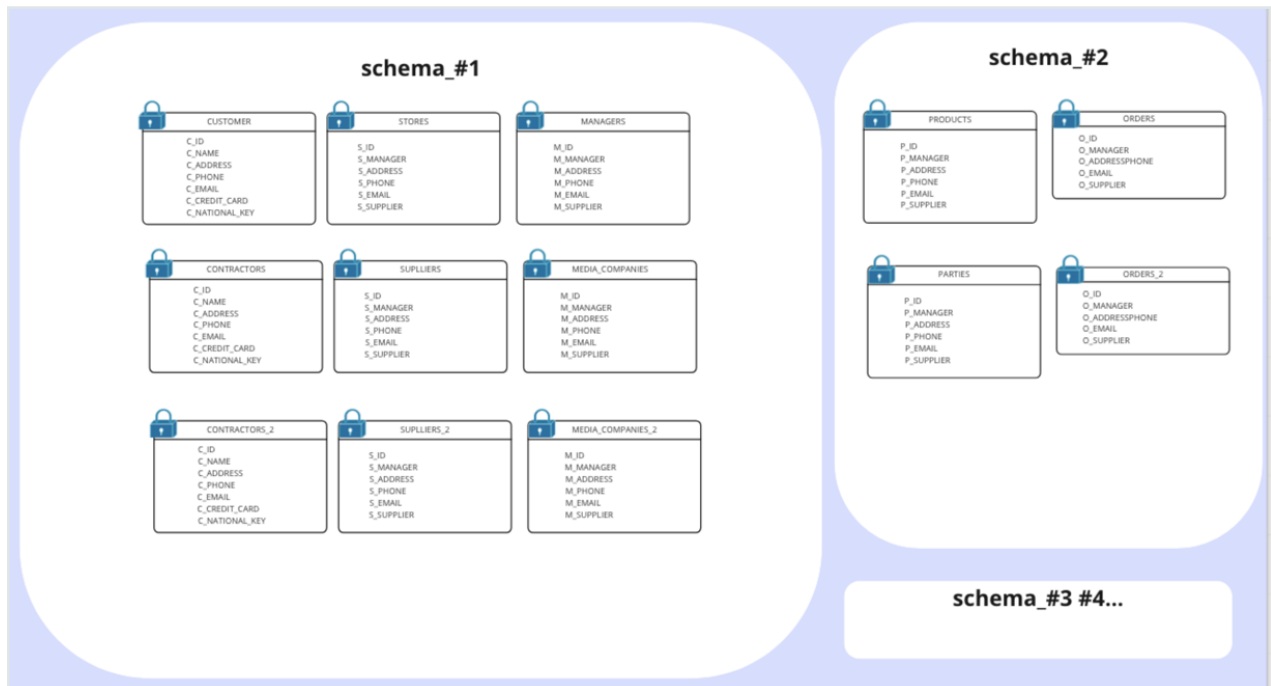 schema_#1
CUSTOMER
C_ID
C_NAME
C_ADDRESS
C_PHONE
C_EMAIL
C_CREDIT_CARD
C_NATIONAL_KEY
STORES
S_ID
S_MANAGER
S_ADDRESS
S_PHONE
S_EMAIL
S_SUPPLIER
MANAGERS
M_ID
M_MANAGER
M_ADDRESS
M_PHONE
M_EMAIL
M_SUPPLIER
CONTRACTORS
C_ID
C_NAME
C_ADDRESS
C_PHONE
C_EMAIL
C_CREDIT_CARD
C_NATIONAL_KEY
SUPLLIERS
S_ID
S_MANAGER
S_ADDRESS
S_PHONE
S_EMAIL
S_SUPPLIER
MEDIA_COMPANIES
M_ID
M_MANAGER
M_ADDRESS
M_PHONE
M_EMAIL
M_SUPPLIER
CONTRACTORS_2
C_ID
C_NAME
C_ADDRESS
C_PHONE
C_EMAIL
C_CREDIT_CARD
C_NATIONAL_KEY
SUPLLIERS_2
S_ID
S_MANAGER
S_ADDRESS
S_PHONE
S_EMAIL
S_SUPPLIER
MEDIA_COMPANIES_2
M_ID
M_MANAGER
M_ADDRESS
M_PHONE
M_EMAIL
M_SUPPLIER
schema_#2
PRODUCTS
P_ID
P_MANAGER
P_ADDRESS
P_PHONE
P_EMAIL
P_SUPPLIER
ORDERS
O_ID
O_MANAGER
O_ADDRESSPHONE
O_EMAIL
O_SUPPLIER
PARTIES
P_ID
P_MANAGER
P_ADDRESS
P_PHONE
P_EMAIL
P_SUPPLIER
ORDERS_2
O_ID
O_MANAGER
O_ADDRESSPHONE
O_EMAIL
O_SUPPLIER
schema_#3 #4...